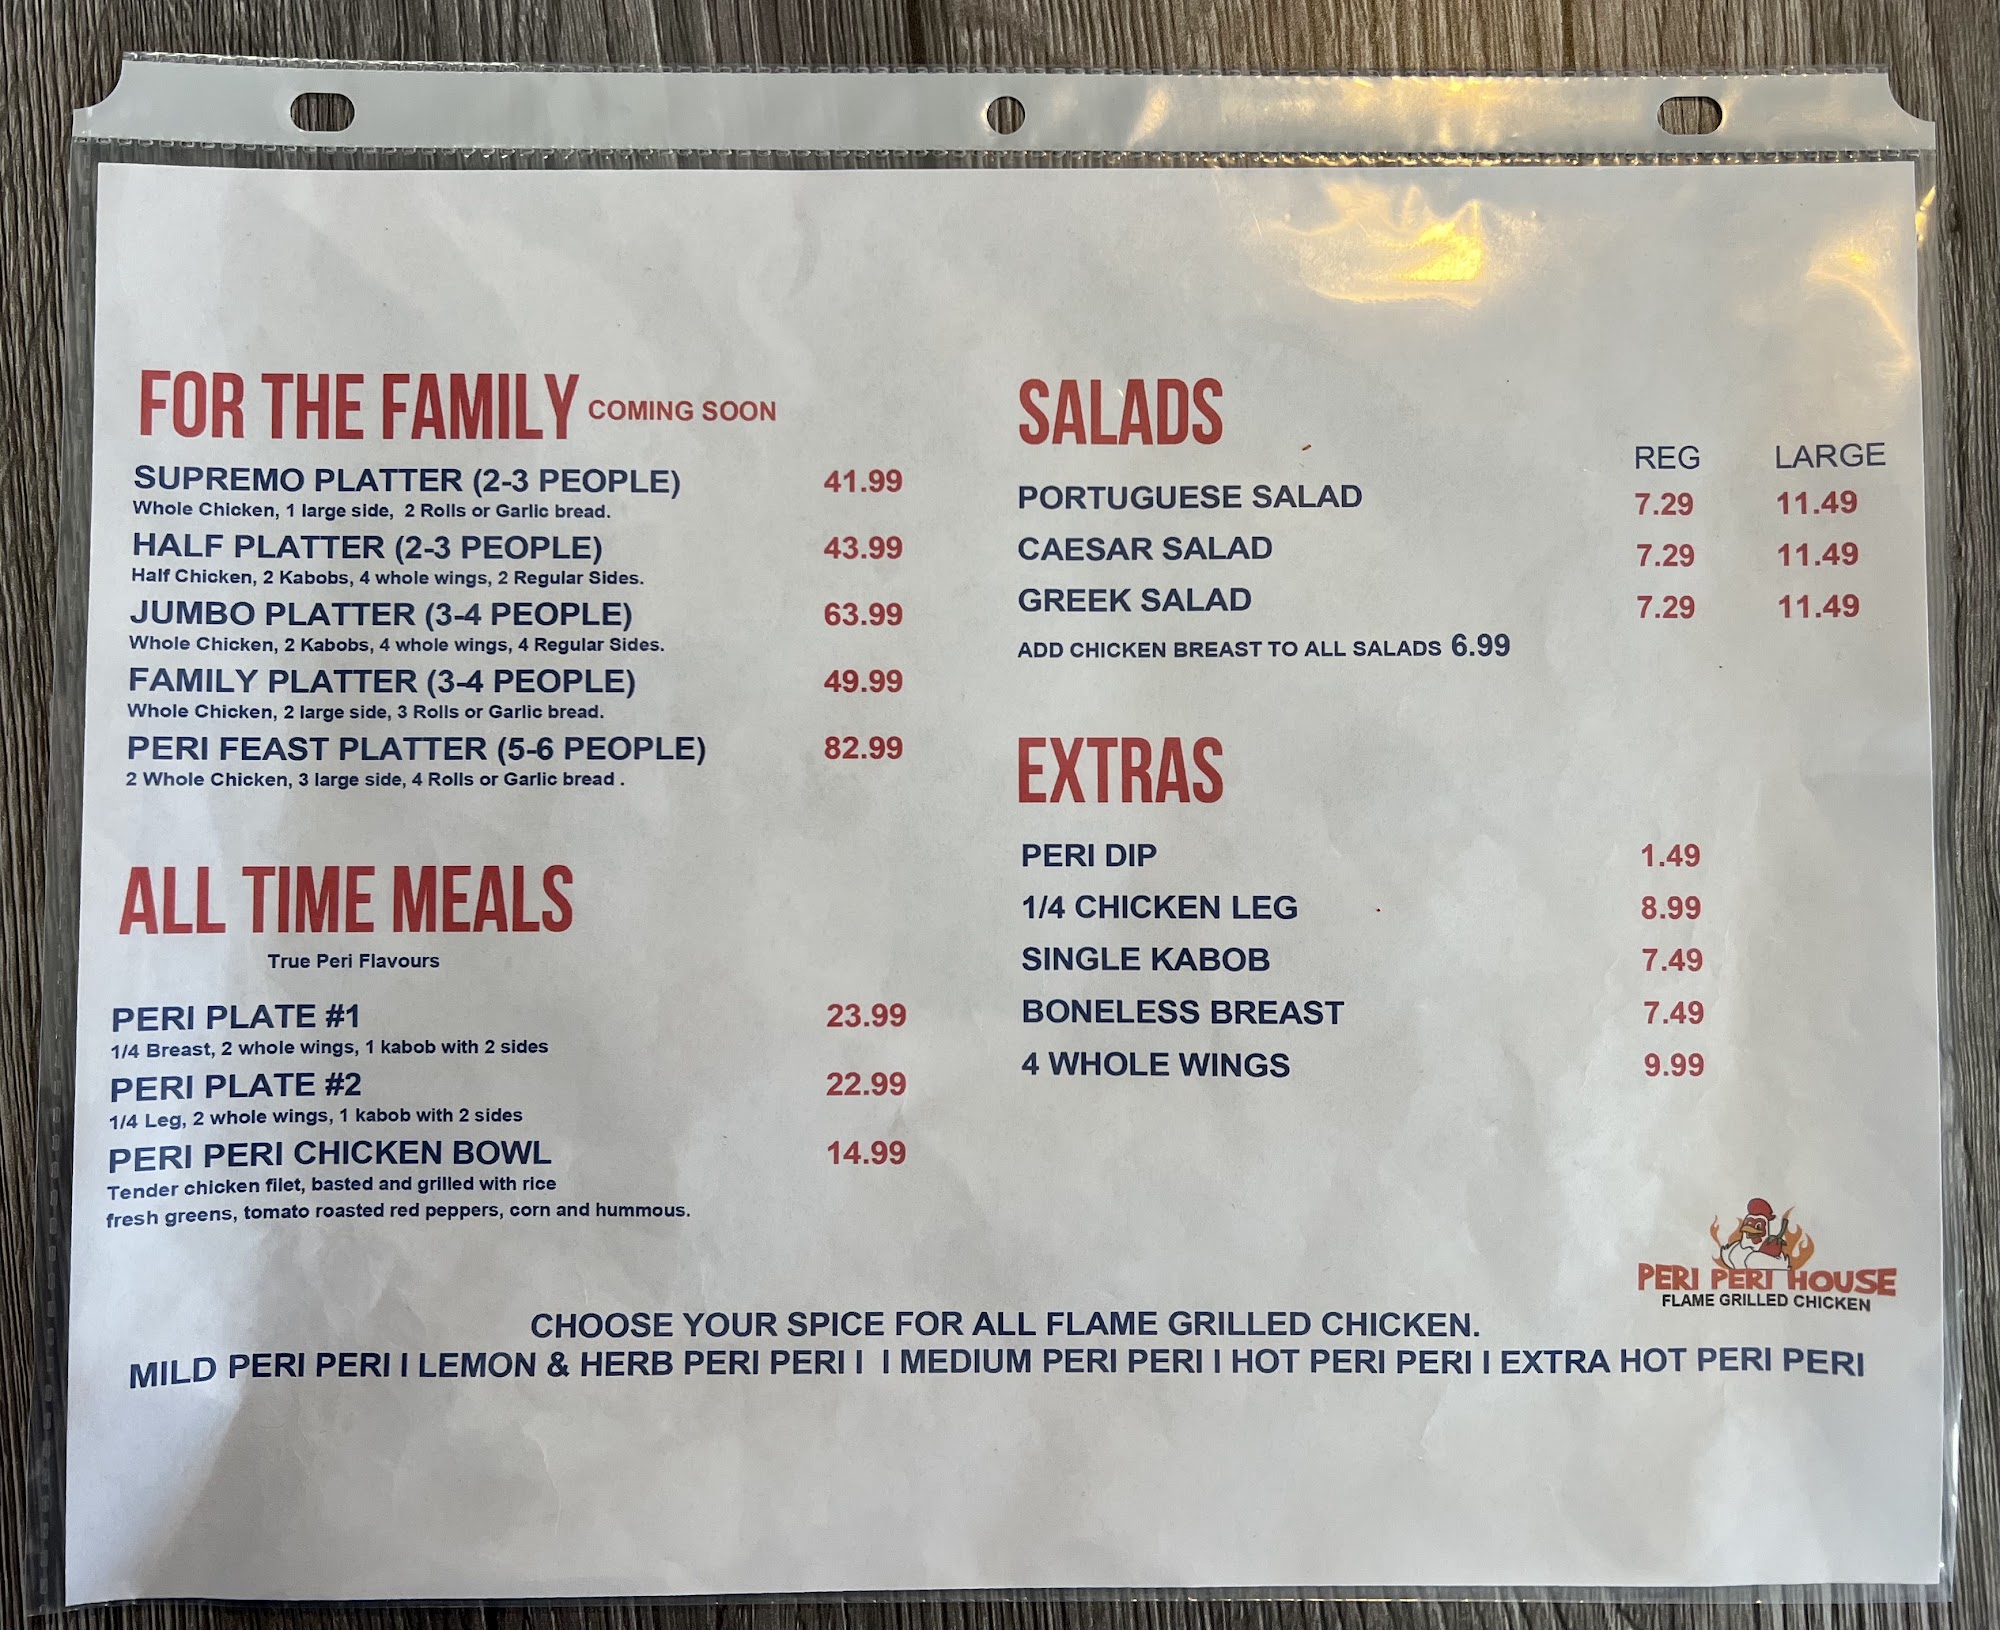 FOR THE FAMILY COMING SOON
SUPREMO PLATTER (2-3 PEOPLE) 41.99
Whole Chicken, 1 large side, 2 Rolls or Garlic bread.
HALF PLATTER (2-3 PEOPLE) 43.99
Half Chicken, 2 Kabobs, 4 whole wings, 2 Regular Sides.
JUMBO PLATTER (3-4 PEOPLE) 63.99
Whole Chicken, 2 Kabobs, 4 whole wings, 4 Regular Sides.
FAMILY PLATTER (3-4 PEOPLE) 49.99
Whole Chicken, 2 large side, 3 Rolls or Garlic bread.
PERI FEAST PLATTER (5-6 PEOPLE) 82.99
2 Whole Chicken, 3 large side, 4 Rolls or Garlic bread .
ALL TIME MEALS
True Peri Flavours
PERI PLATE #1 23.99
1/4 Breast, 2 whole wings, 1 kabob with 2 sides
PERI PLATE #2 22.99
1/4 Leg, 2 whole wings, 1 kabob with 2 sides
PERI PERI CHICKEN BOWL 14.99
Tender chicken filet, basted and grilled with rice
fresh greens, tomato roasted red peppers, corn and hummous.
SALADS
REG LARGE
PORTUGUESE SALAD 7.29 11.49
CAESAR SALAD 7.29 11.49
GREEK SALAD 7.29 11.49
ADD CHICKEN BREAST TO ALL SALADS 6.99
EXTRAS
PERI DIP 1.49
1/4 CHICKEN LEG 8.99
SINGLE KABOB 7.49
BONELESS BREAST 7.49
4 WHOLE WINGS 9.99
PERI PERI HOUSE
FLAME GRILLED CHICKEN
CHOOSE YOUR SPICE FOR ALL FLAME GRILLED CHICKEN.
MILD PERI PERI I LEMON & HERB PERI PERI I I MEDIUM PERI PERI I HOT PERI PERI I EXTRA HOT PERI PERI